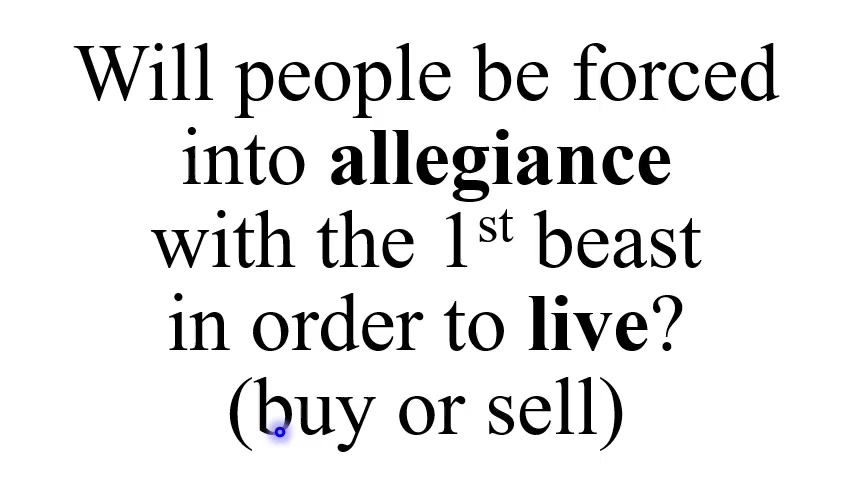 Will people be forced
into allegiance
with the 1st beast
in order to live?
(buy or sell)